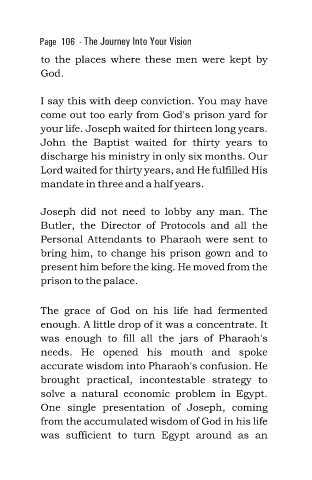 Page 106 - The Journey Into Your Vision
to the places where these men were kept by
God.
I say this with deep conviction. You may have
come out too early from God's prison yard for
your life. Joseph waited for thirteen long years.
John the Baptist waited for thirty years to
discharge his ministry in only six months. Our
Lord waited for thirty years, and He fulfilled His
mandate in three and a half years.
Joseph did not need to lobby any man. The
Butler, the Director of Protocols and all the
Personal Attendants to Pharaoh were sent to
bring him, to change his prison gown and to
present him before the king. He moved from the
prison to the palace.
The grace of God on his life had fermented
enough. A little drop of it was a concentrate. It
was enough to fill all the jars of Pharaoh's
needs. He opened his mouth and spoke
accurate wisdom into Pharaoh's confusion. He
brought practical, incontestable strategy to
solve a natural economic problem in Egypt.
One single presentation of Joseph, coming
from the accumulated wisdom of God in his life
was sufficient to turn Egypt around as an